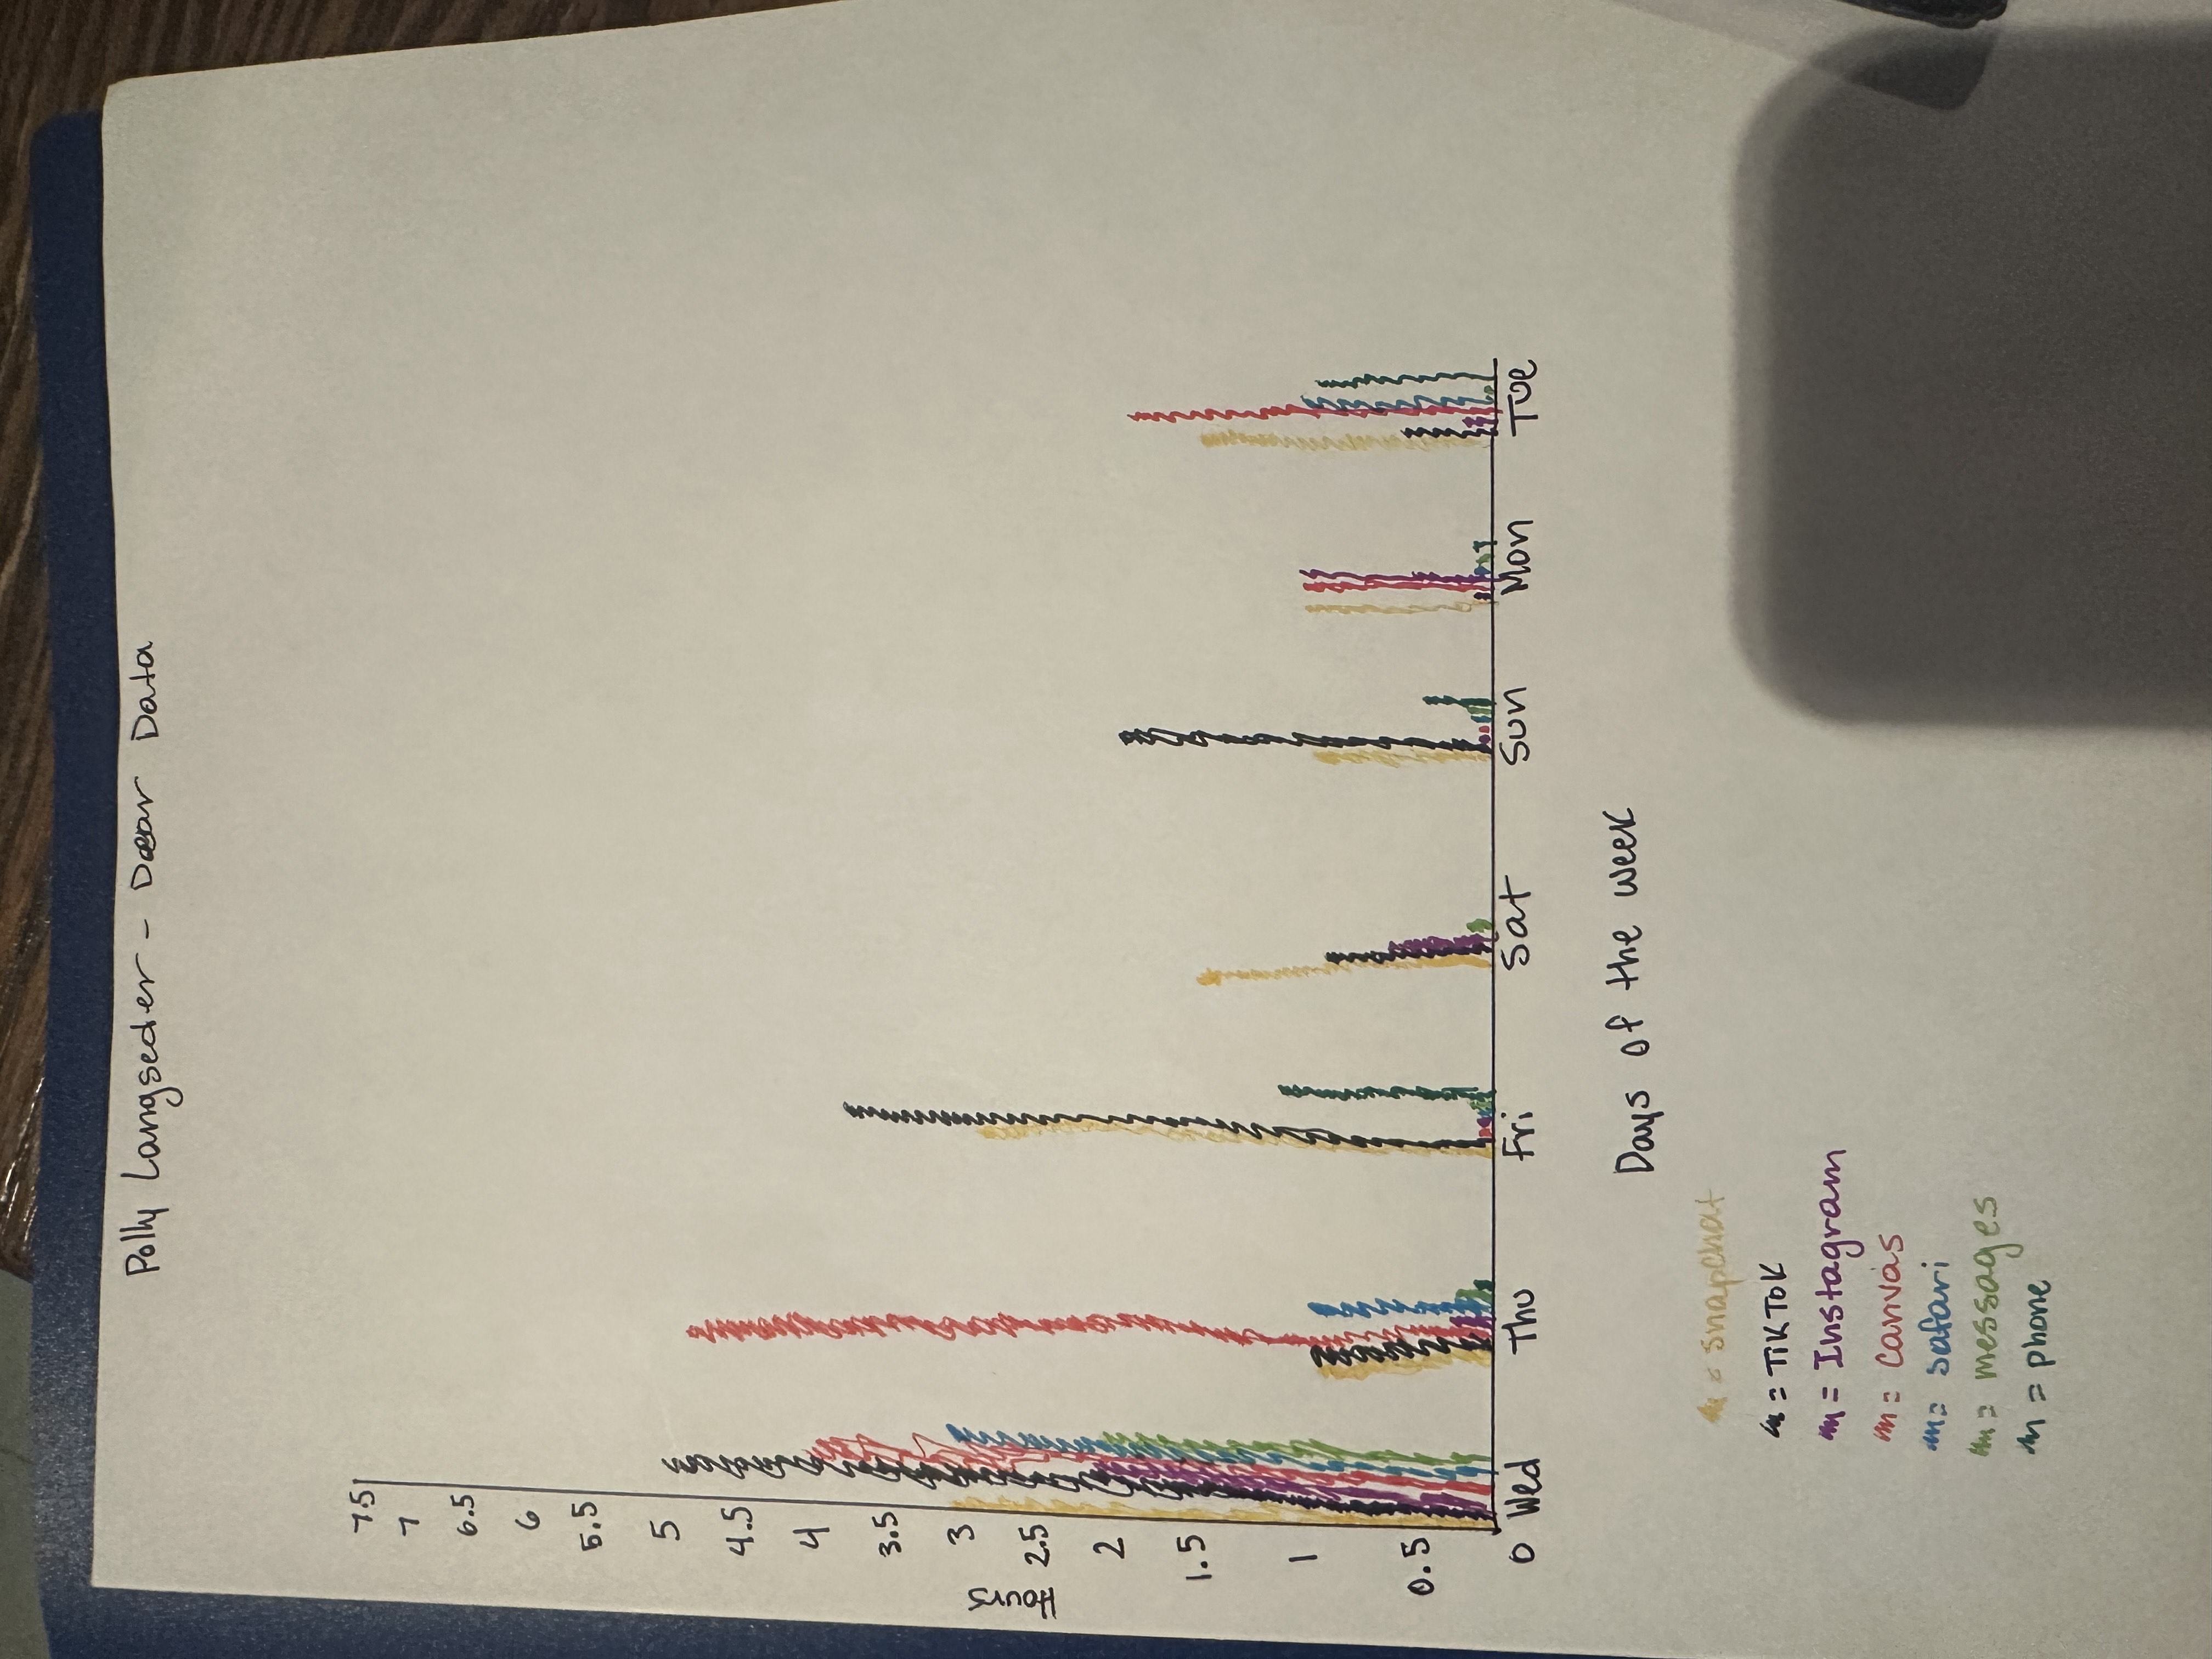 Polly Langseder - Dear Data
7.5
7
6.5
6
5.5
5
4.5
4
3.5
3
Hours
2.5
2
1.5
1
0.5
0 Wed Thu Fri Sat Sun Mon Tue
Days of the week
= snapchat
= TikTok
= Instagram
= canvas
= safari
= messages
= phone